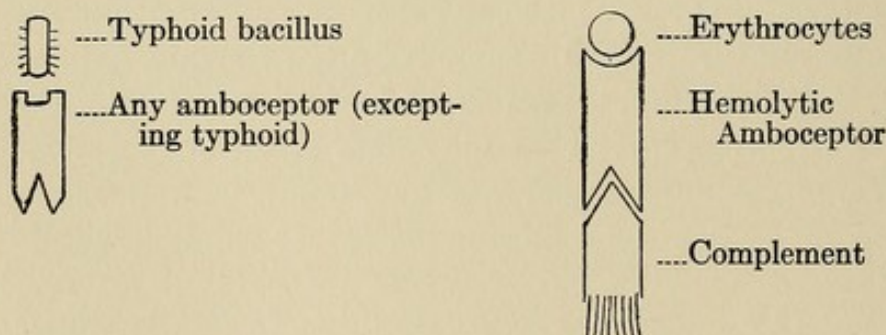 ....Typhoid bacillus
....Any amboceptor (except-
ing typhoid)
....Erythrocytes
....Hemolytic
Amboceptor
....Complement